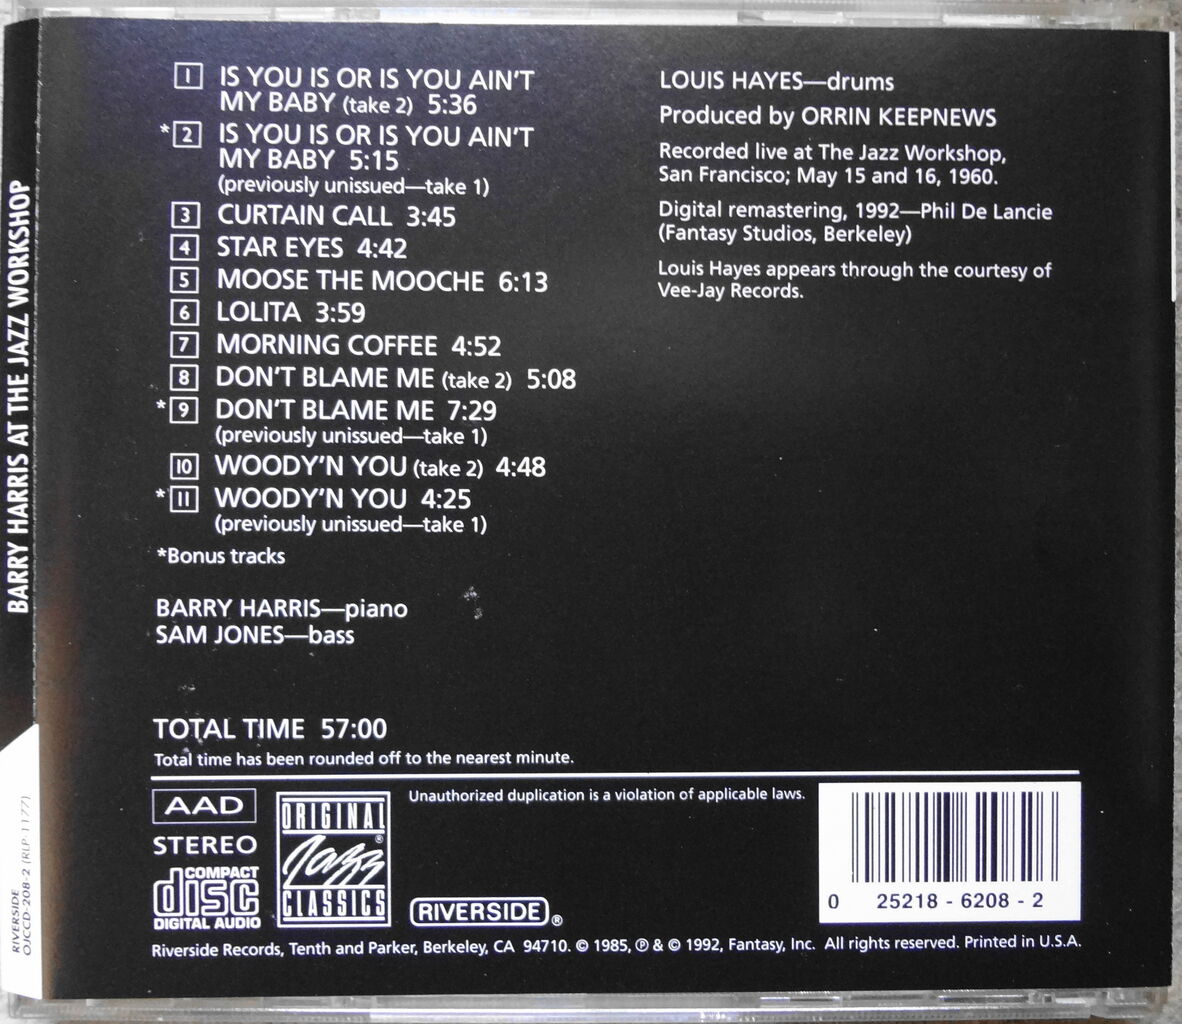 BARRY HARRIS AT THE JAZZ WORKSHOP
RIVERSIDE
OJCCD-208-2 (RLP-1177)
1 IS YOU IS OR IS YOU AIN'T
MY BABY (take 2) 5:36
*2 IS YOU IS OR IS YOU AIN'T
MY BABY 5:15
(previously unissued—take 1)
3 CURTAIN CALL 3:45
4 STAR EYES 4:42
5 MOOSE THE MOOCHE 6:13
6 LOLITA 3:59
7 MORNING COFFEE 4:52
8 DON'T BLAME ME (take 2) 5:08
*9 DON'T BLAME ME 7:29
(previously unissued—take 1)
10 WOODY'N YOU (take 2) 4:48
*11 WOODY'N YOU 4:25
(previously unissued—take 1)
*Bonus tracks
BARRY HARRIS—piano
SAM JONES—bass
LOUIS HAYES—drums
Produced by ORRIN KEEPNEWS
Recorded live at The Jazz Workshop,
San Francisco; May 15 and 16, 1960.
Digital remastering, 1992—Phil De Lancie
(Fantasy Studios, Berkeley)
Louis Hayes appears through the courtesy of
Vee-Jay Records.
TOTAL TIME 57:00
Total time has been rounded off to the nearest minute.
AAD
STEREO
COMPACT
disc
DIGITAL AUDIO
ORIGINAL
Jazz®
CLASSICS
Unauthorized duplication is a violation of applicable laws.
RIVERSIDE®
0 25218 - 6208 - 2
Riverside Records, Tenth and Parker, Berkeley, CA 94710. © 1985, ℗ & © 1992, Fantasy, Inc. All rights reserved. Printed in U.S.A.